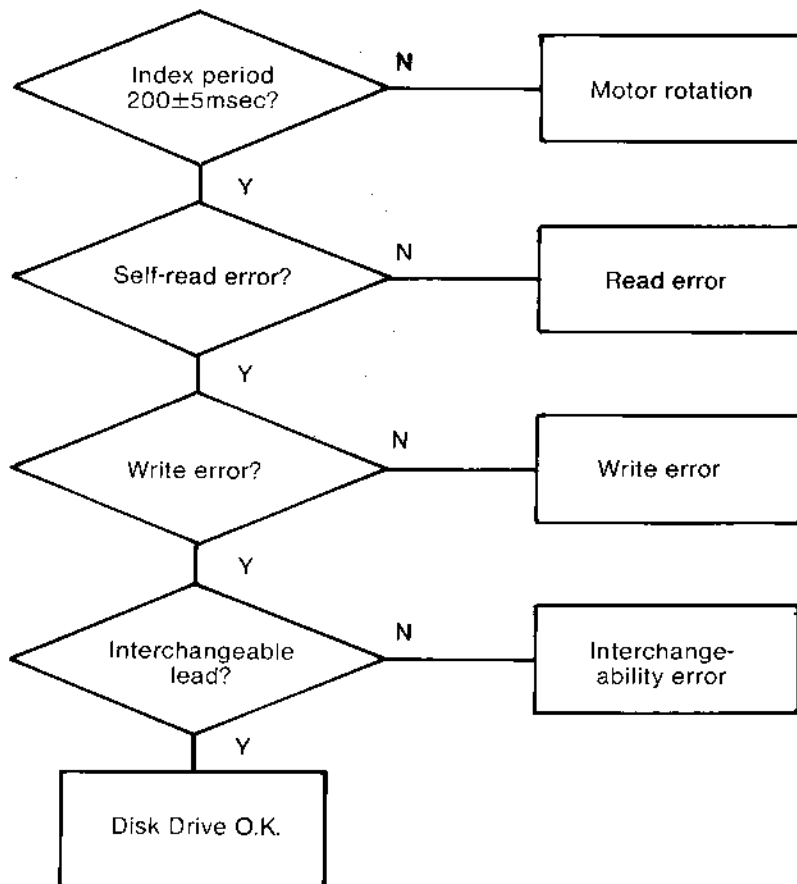 Index period
200±5msec?
N
Motor rotation
Y
Self-read error?
N
Read error
Y
Write error?
N
Write error
Y
Interchangeable
lead?
N
Interchange-
ability error
Y
Disk Drive O.K.